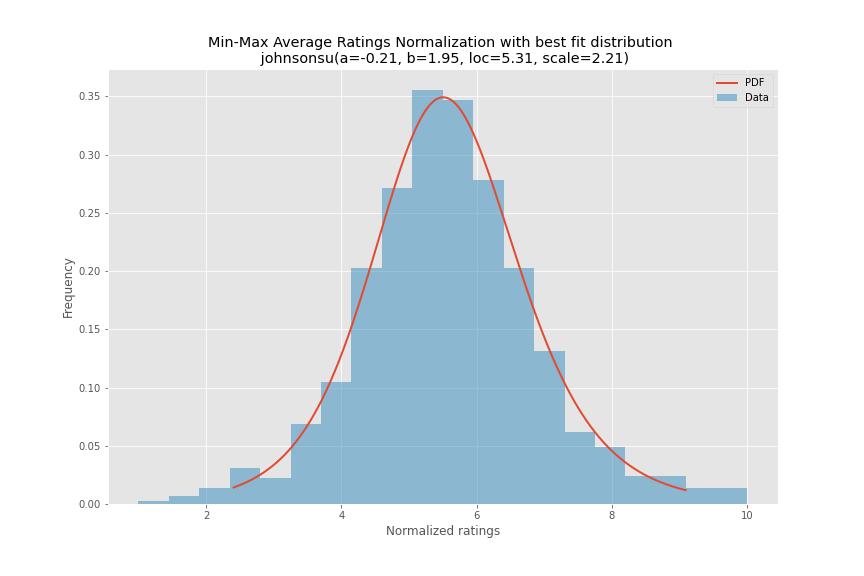 Min-Max Average Ratings Normalization with best fit distribution
johnsonsu(a=-0.21, b=1.95, loc=5.31, scale=2.21)
PDF
Data
0.35
0.30
0.25
0.20
0.15
0.10
0.05
0.00
Frequency
2
4
6
8
10
Normalized ratings